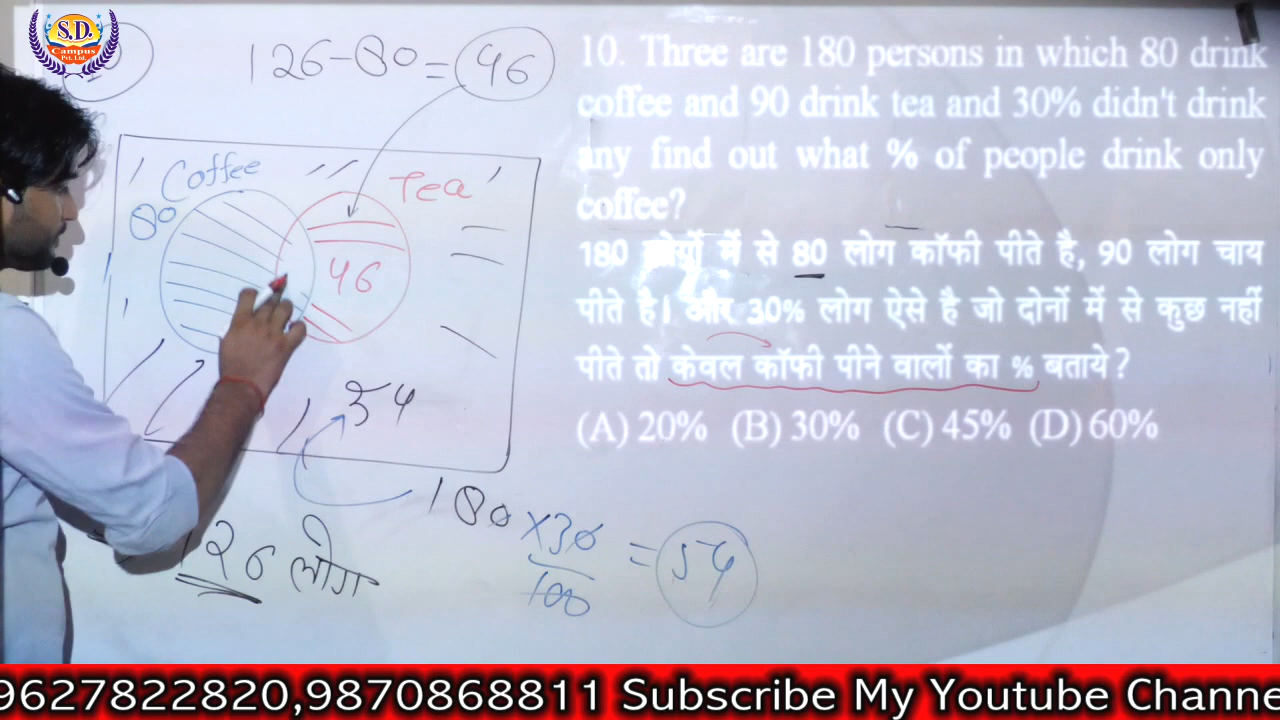 S.D.
Campus
Pvt. Ltd.
126-80=46
Coffee
Tea
80
46
54
180 ×30/100 = 54
126 लोग
10. Three are 180 persons in which 80 drink
coffee and 90 drink tea and 30% didn't drink
any find out what % of people drink only
coffee?
180 लोगों में से 80 लोग कॉफी पीते है, 90 लोग चाय
पीते है। और 30% लोग ऐसे है जो दोनों में से कुछ नहीं
पीते तो केवल कॉफी पीने वालों का % बताये?
(A) 20% (B) 30% (C) 45% (D) 60%
9627822820,9870868811 Subscribe My Youtube Channe